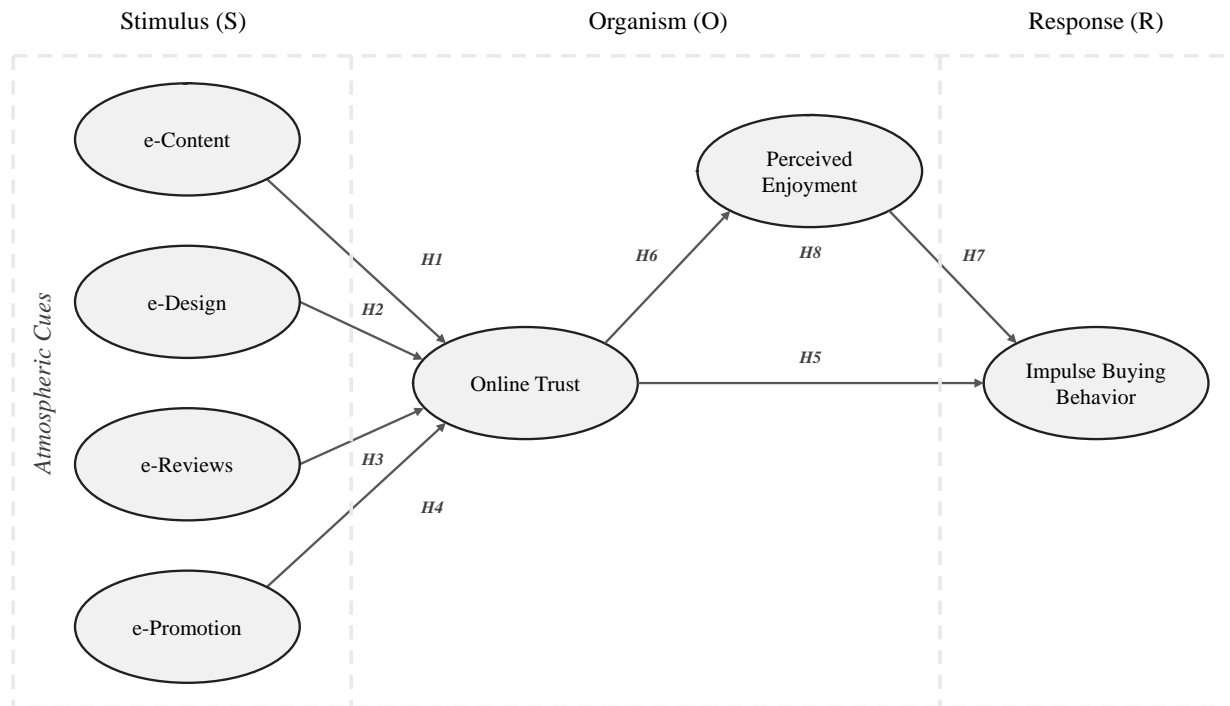 Stimulus (S)
Organism (O)
Response (R)
Atmospheric Cues
e-Content
e-Design
e-Reviews
e-Promotion
H1
H2
H3
H4
Online Trust
H6
Perceived
Enjoyment
H8
H7
H5
Impulse Buying
Behavior